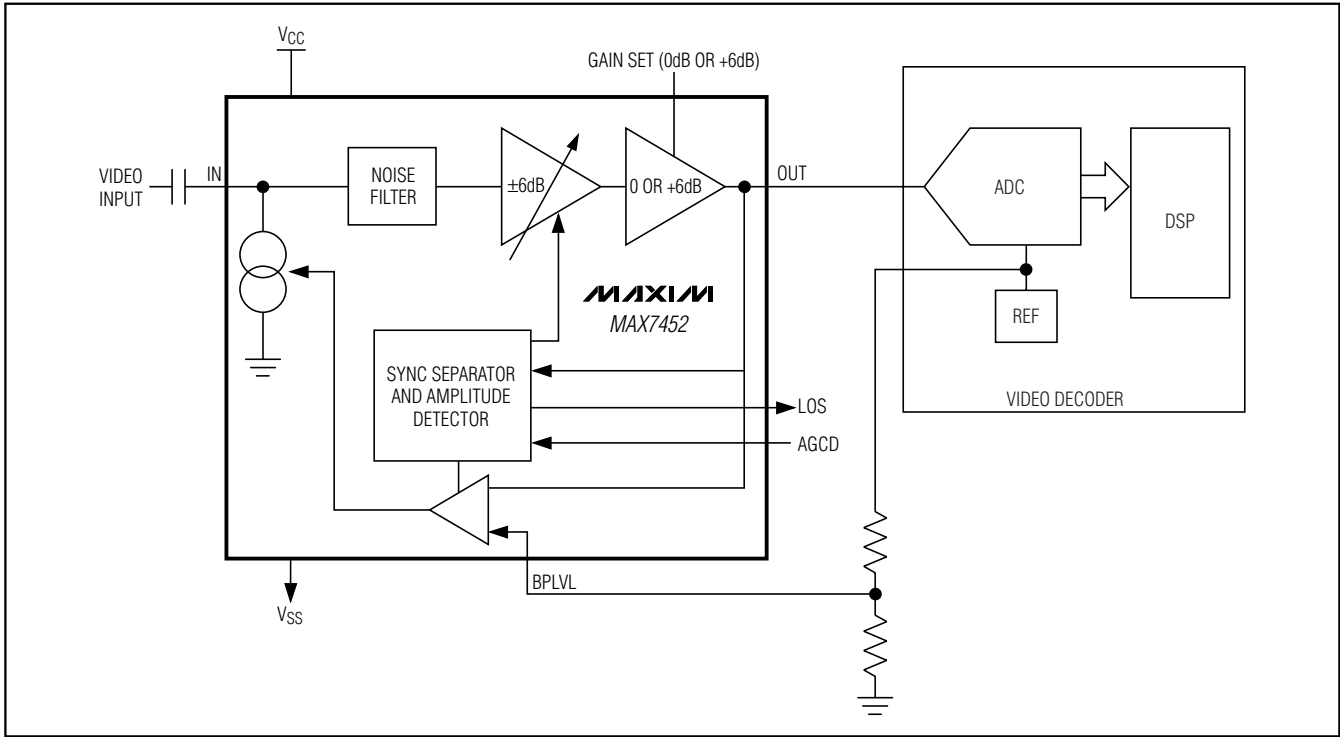 VCC
GAIN SET (0dB OR +6dB)
VIDEO
INPUT
IN
NOISE
FILTER
±6dB
0 OR +6dB
OUT
ADC
DSP
REF
VIDEO DECODER
MAXIM
MAX7452
SYNC SEPARATOR
AND AMPLITUDE
DETECTOR
LOS
AGCD
BPLVL
VSS